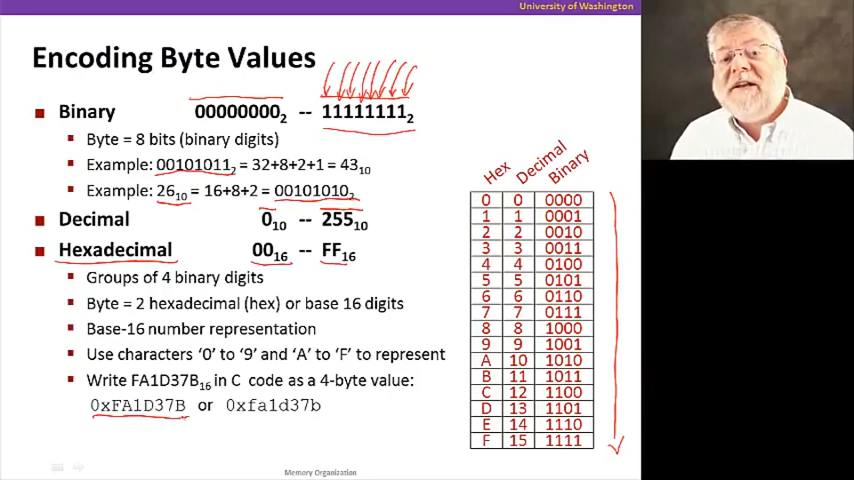 University of Washington
Encoding Byte Values
■ Binary 00000000₂ -- 11111111₂
▪ Byte = 8 bits (binary digits)
▪ Example: 00101011₂ = 32+8+2+1 = 43₁₀
▪ Example: 26₁₀ = 16+8+2 = 00101010₂
■ Decimal 0₁₀ -- 255₁₀
■ Hexadecimal 00₁₆ -- FF₁₆
▪ Groups of 4 binary digits
▪ Byte = 2 hexadecimal (hex) or base 16 digits
▪ Base-16 number representation
▪ Use characters '0' to '9' and 'A' to 'F' to represent
▪ Write FA1D37B₁₆ in C code as a 4-byte value:
0xFA1D37B or 0xfa1d37b
Hex Decimal Binary
0 0 0000
1 1 0001
2 2 0010
3 3 0011
4 4 0100
5 5 0101
6 6 0110
7 7 0111
8 8 1000
9 9 1001
A 10 1010
B 11 1011
C 12 1100
D 13 1101
E 14 1110
F 15 1111
Memory Organization